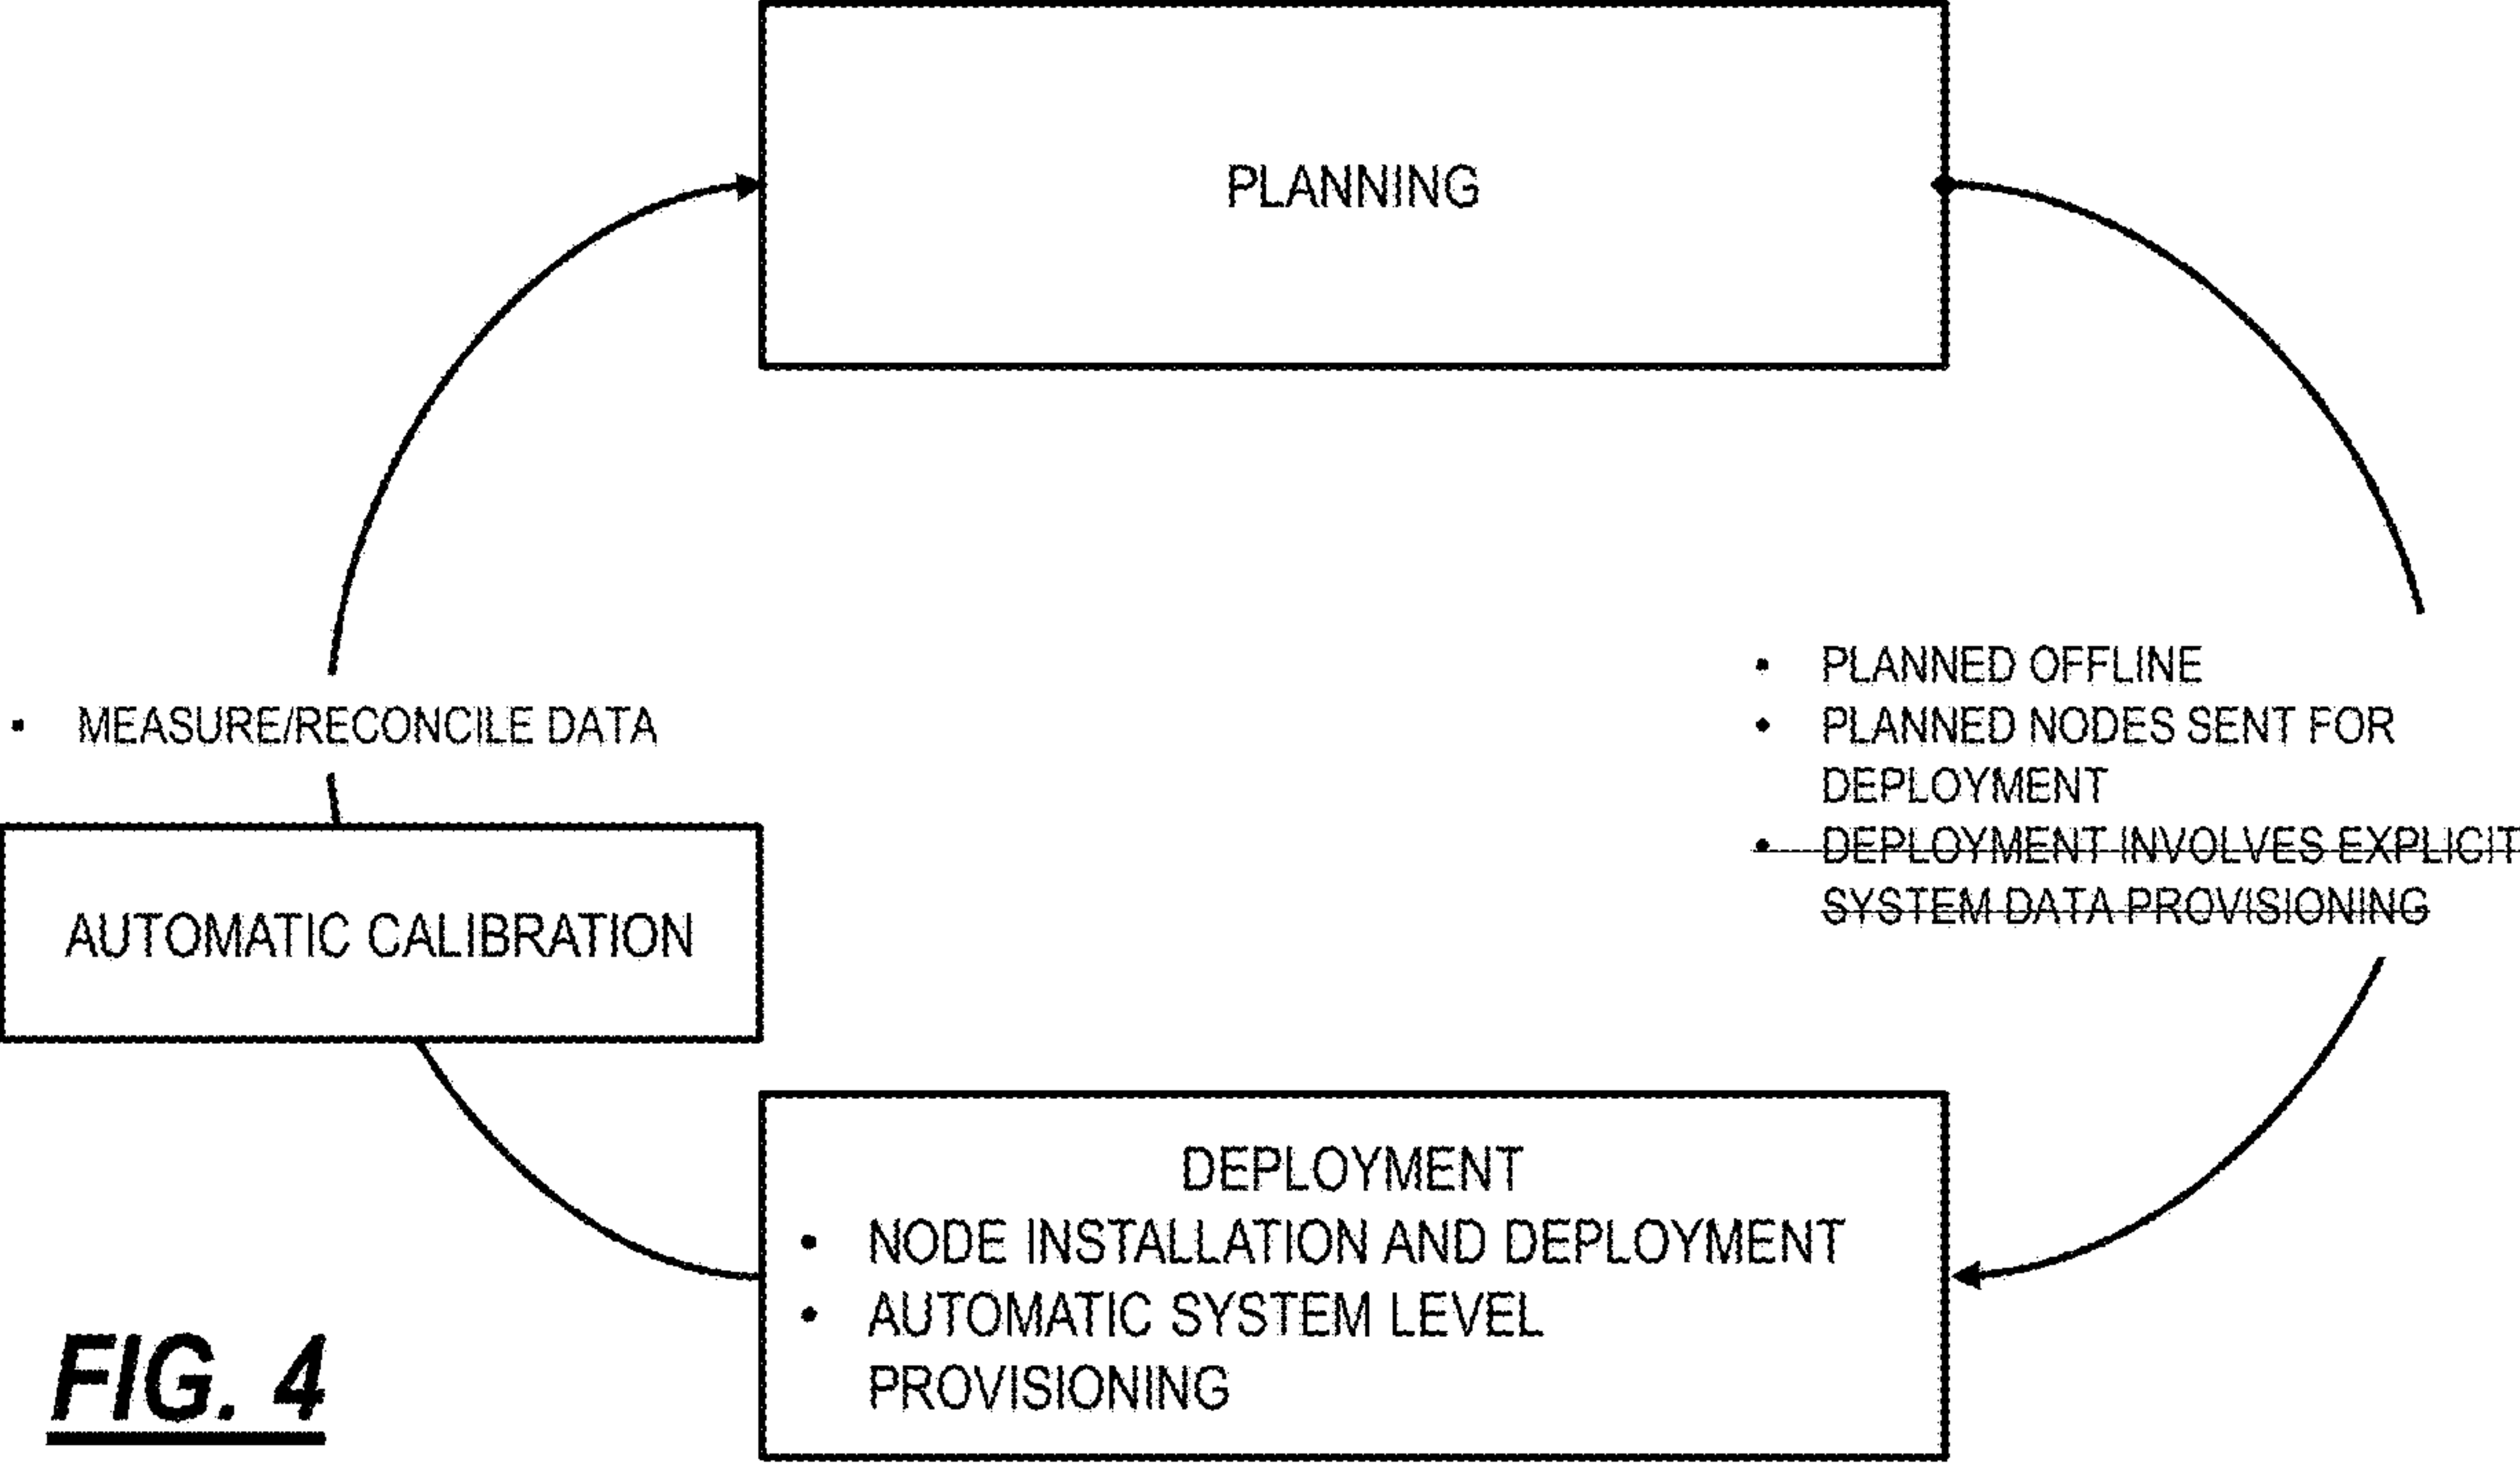 PLANNING
• PLANNED OFFLINE
• PLANNED NODES SENT FOR
DEPLOYMENT
• DEPLOYMENT INVOLVES EXPLICIT
SYSTEM DATA PROVISIONING
• MEASURE/RECONCILE DATA
AUTOMATIC CALIBRATION
DEPLOYMENT
• NODE INSTALLATION AND DEPLOYMENT
• AUTOMATIC SYSTEM LEVEL
PROVISIONING
FIG. 4